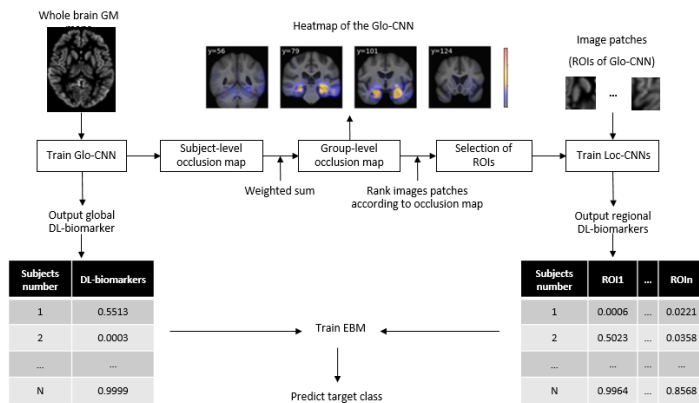 Whole brain GM
maps
Heatmap of the Glo-CNN
y=56
y=79
y=101
y=124
Image patches
(ROIs of Glo-CNN)
...
Train Glo-CNN
Subject-level
occlusion map
Group-level
occlusion map
Selection of
ROIs
Train Loc-CNNs
Weighted sum
Rank images patches
according to occlusion map
Output global
DL-biomarker
Output regional
DL-biomarkers
Subjects
number
DL-biomarkers
1 0.5513
2 0.0003
... ...
N 0.9999
Train EBM
Predict target class
Subjects
number
ROI1 ... ROIn
1 0.0006 ... 0.0221
2 0.5023 ... 0.0358
... ... ... ...
N 0.9964 ... 0.8568